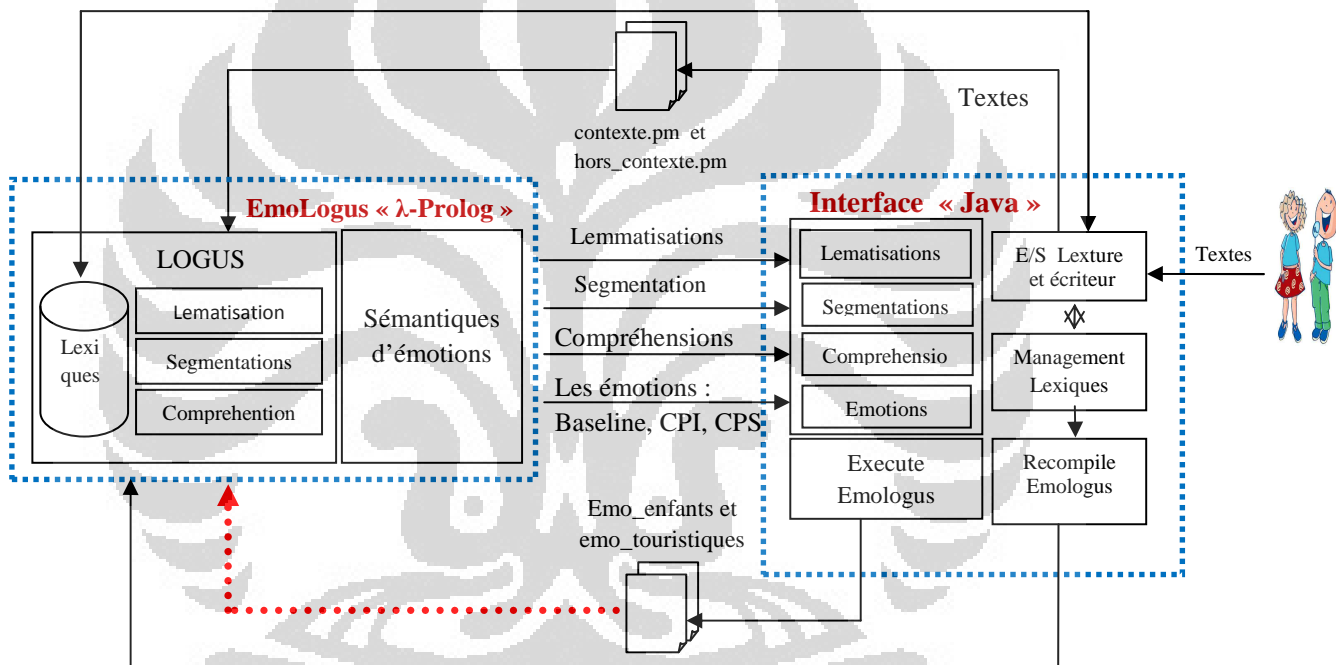 Textes
contexte.pm et
hors_contexte.pm
EmoLogus « λ-Prolog »
LOGUS
Lexi
ques
Lematisation
Segmentations
Comprehention
Sémantiques
d'émotions
Lemmatisations
Segmentation
Compréhensions
Les émotions :
Baseline, CPI, CPS
Interface « Java »
Lematisations
Segmentations
Comprehensio
Emotions
Execute
Emologus
E/S Lexture
et écriteur
Management
Lexiques
Recompile
Emologus
Textes
Emo_enfants et
emo_touristiques